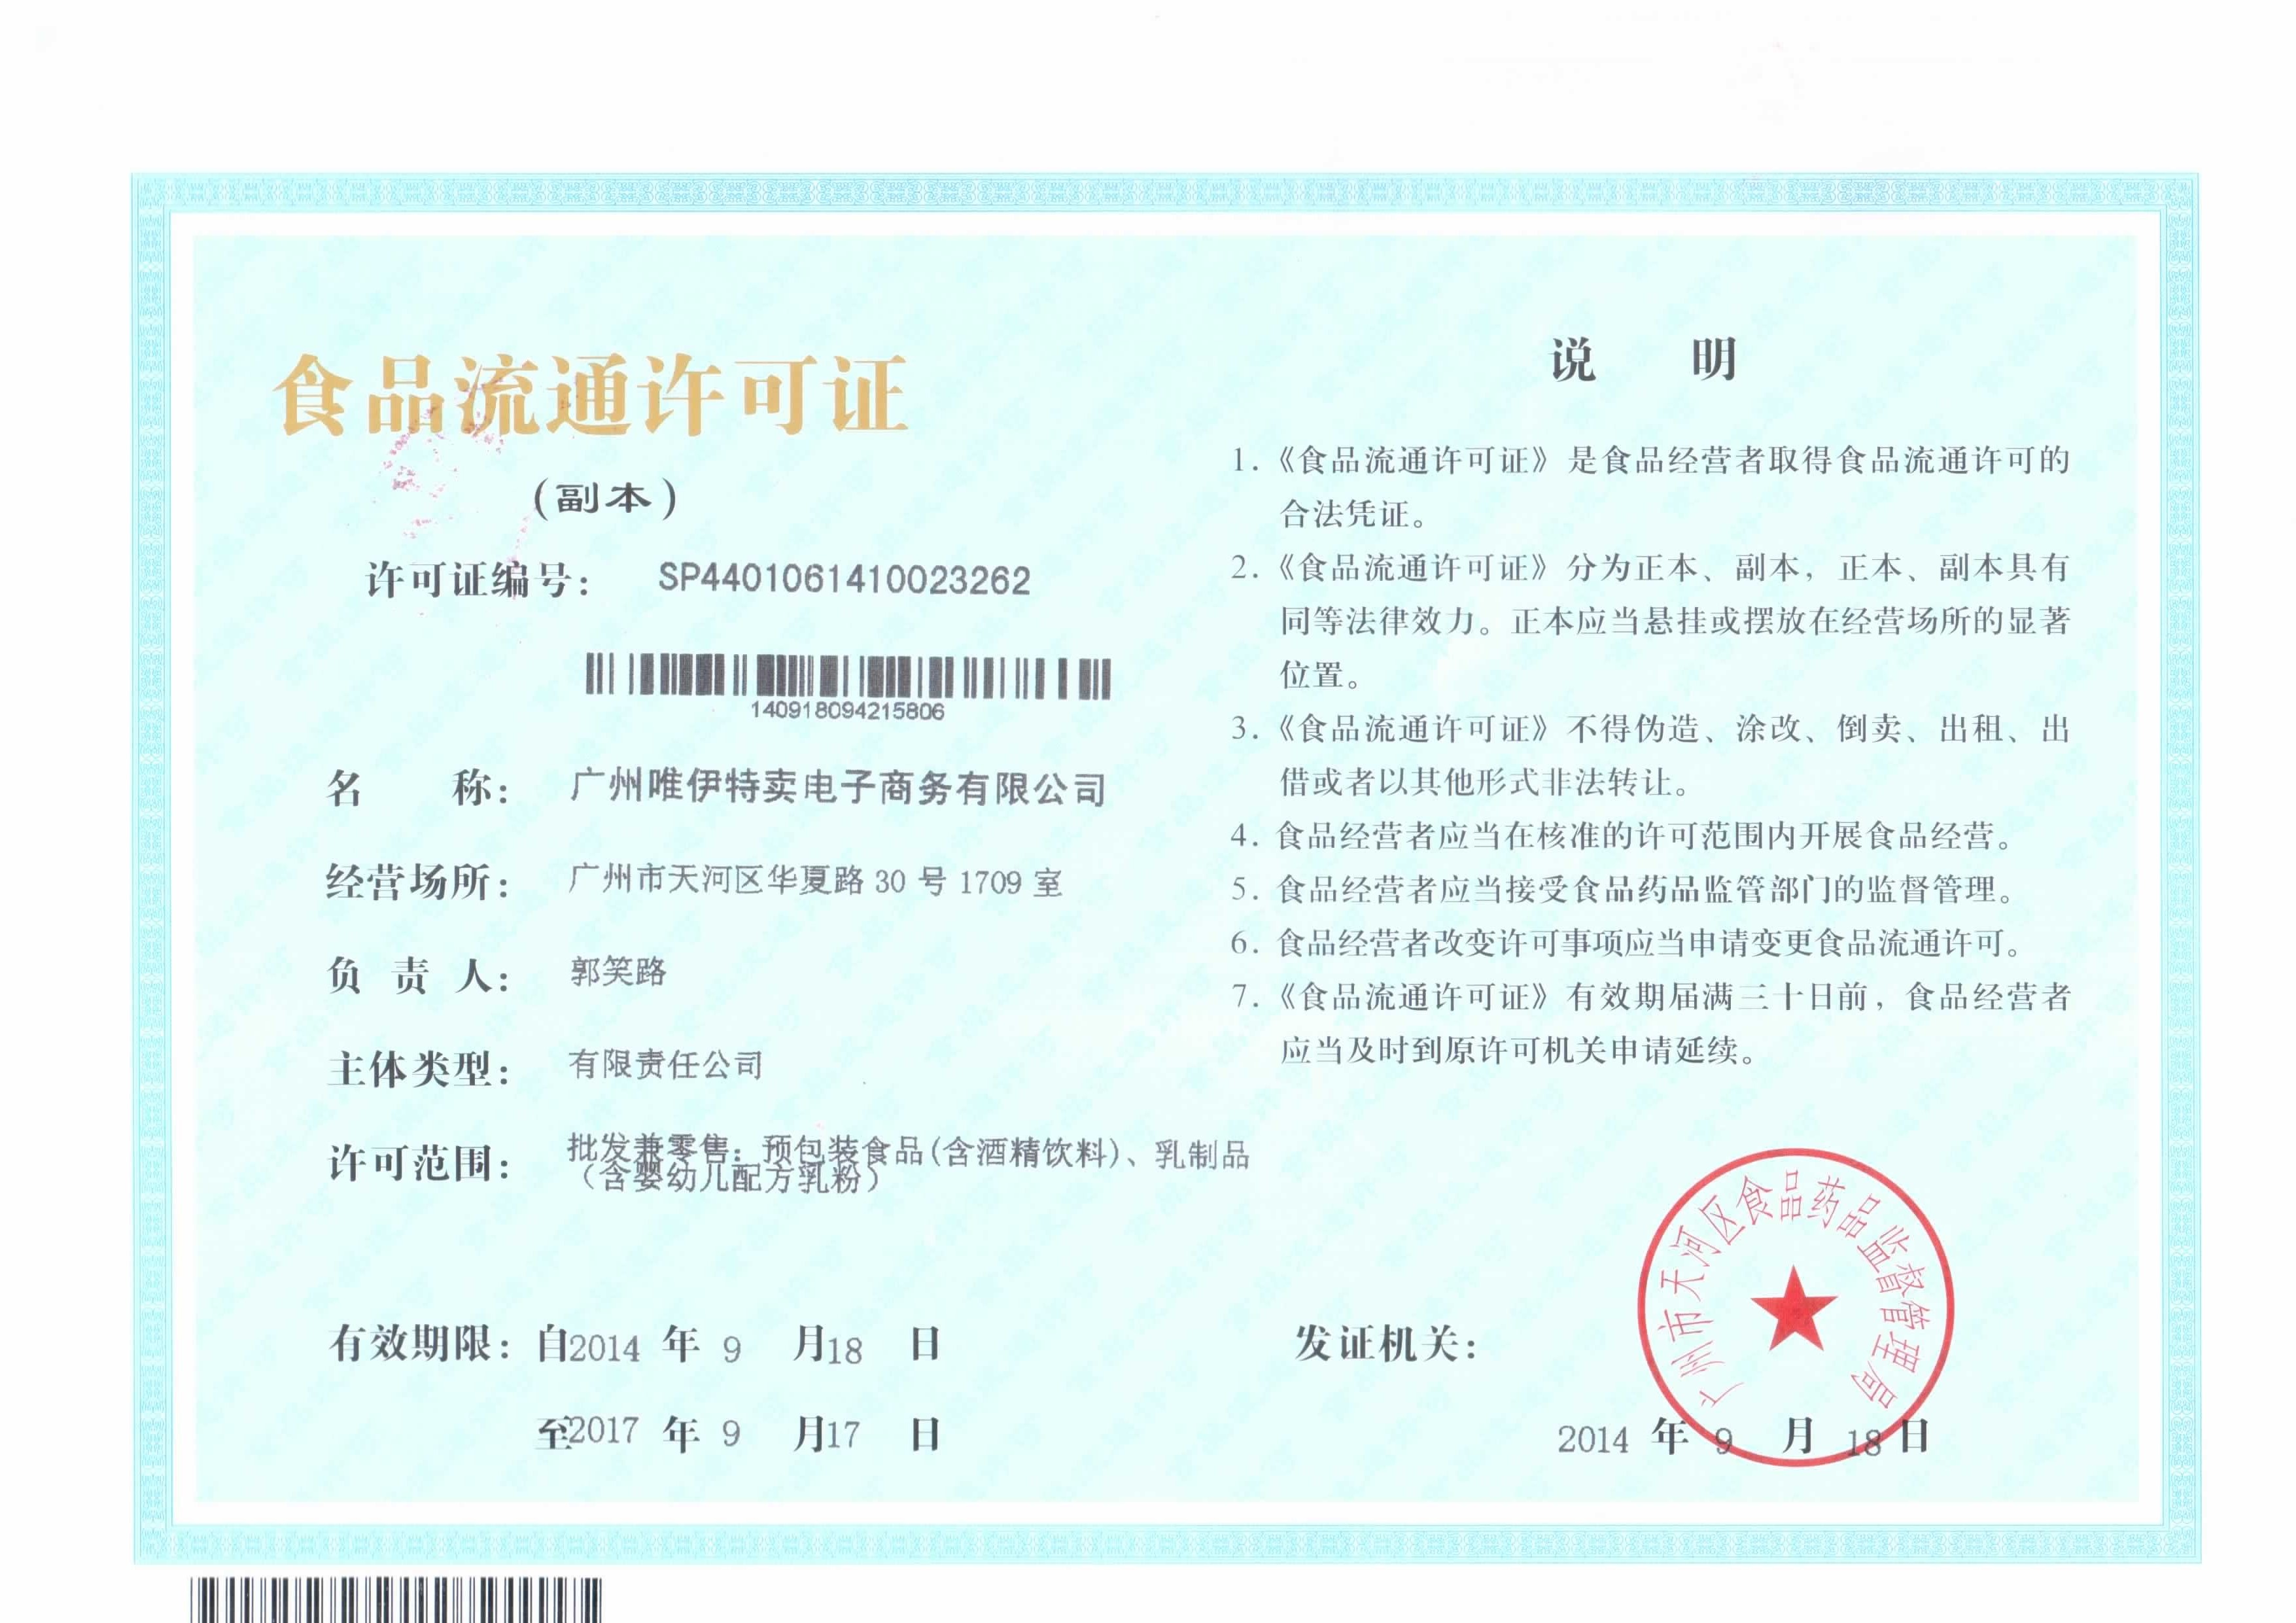 食品流通许可证
(副本)
许可证编号: SP4401061410023262
140918094215806
名 称: 广州唯伊特卖电子商务有限公司
经营场所: 广州市天河区华夏路 30 号 1709 室
负 责 人: 郭笑路
主体类型: 有限责任公司
许可范围: 批发兼零售: 预包装食品(含酒精饮料)、乳制品
(含婴幼儿配方乳粉)
有效期限: 自2014 年 9 月18 日
至2017 年 9 月17 日
说 明
1.《食品流通许可证》是食品经营者取得食品流通许可的
合法凭证。
2.《食品流通许可证》分为正本、副本, 正本、副本具有
同等法律效力。正本应当悬挂或摆放在经营场所的显著
位置。
3.《食品流通许可证》不得伪造、涂改、倒卖、出租、出
借或者以其他形式非法转让。
4. 食品经营者应当在核准的许可范围内开展食品经营。
5. 食品经营者应当接受食品药品监管部门的监督管理。
6. 食品经营者改变许可事项应当申请变更食品流通许可。
7.《食品流通许可证》有效期届满三十日前, 食品经营者
应当及时到原许可机关申请延续。
发证机关:
广州市天河区食品药品监督管理局
2014 年 9 月 18 日